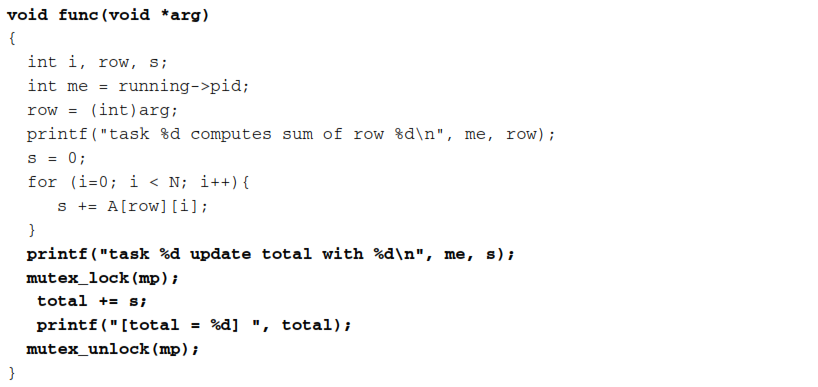 void func(void *arg)
{
  int i, row, s;
  int me = running->pid;
  row = (int)arg;
  printf("task %d computes sum of row %d\n", me, row);
  s = 0;
  for (i=0; i < N; i++){
     s += A[row][i];
  }
  printf("task %d update total with %d\n", me, s);
  mutex_lock(mp);
   total += s;
   printf("[total = %d] ", total);
  mutex_unlock(mp);
}